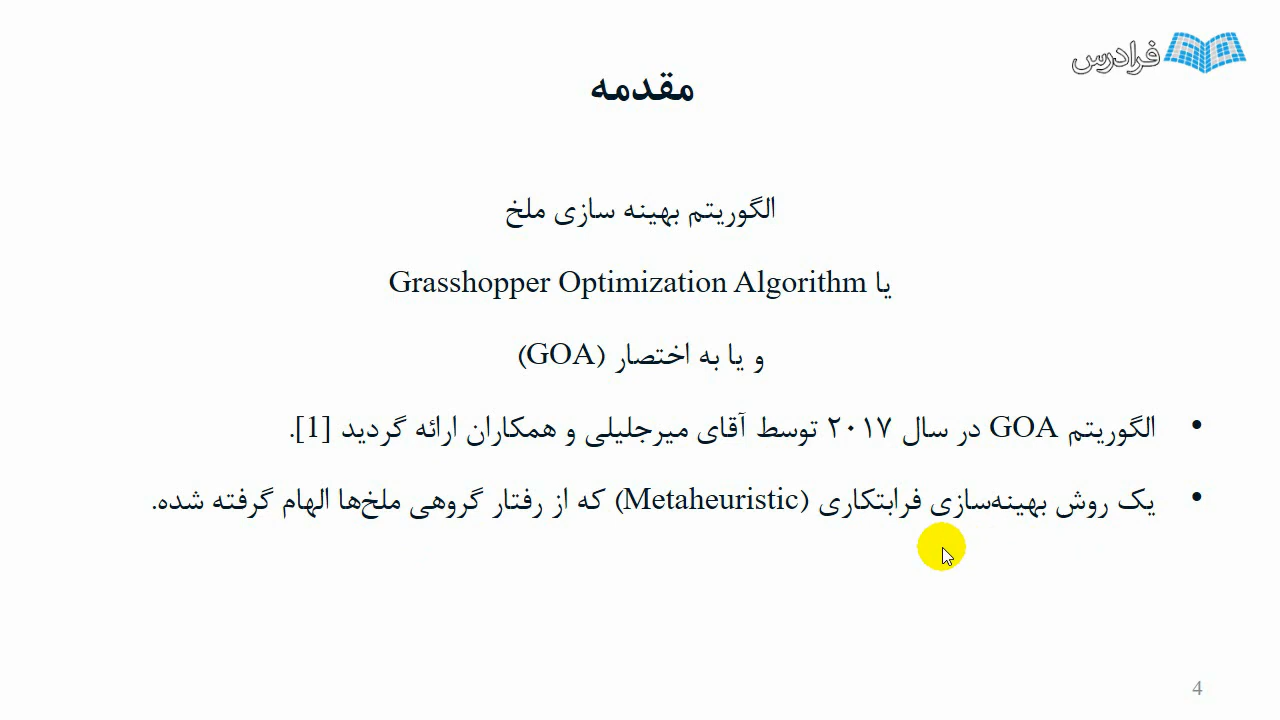 فرادرس
مقدمه
الگوریتم بهینه سازی ملخ
یا Grasshopper Optimization Algorithm
و یا به اختصار (GOA)
• الگوریتم GOA در سال ۲۰۱۷ توسط آقای میرجلیلی و همکاران ارائه گردید [1].
• یک روش بهینه‌سازی فرابتکاری (Metaheuristic) که از رفتار گروهی ملخ‌ها الهام گرفته شده.
4